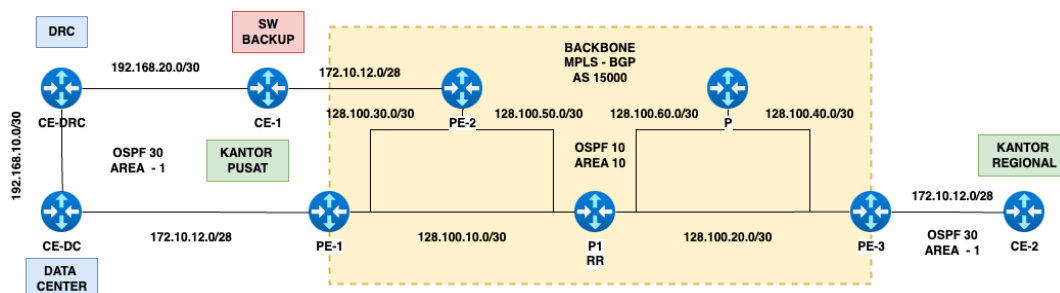 DRC
SW
BACKUP
BACKBONE
MPLS - BGP
AS 15000
192.168.20.0/30
172.10.12.0/28
CE-DRC
CE-1
PE-2
P
128.100.30.0/30
128.100.50.0/30
128.100.60.0/30
128.100.40.0/30
192.168.10.0/30
OSPF 30
AREA - 1
KANTOR
PUSAT
OSPF 10
AREA 10
KANTOR
REGIONAL
172.10.12.0/28
CE-DC
172.10.12.0/28
PE-1
128.100.10.0/30
P1
RR
128.100.20.0/30
PE-3
OSPF 30
AREA - 1
CE-2
DATA
CENTER